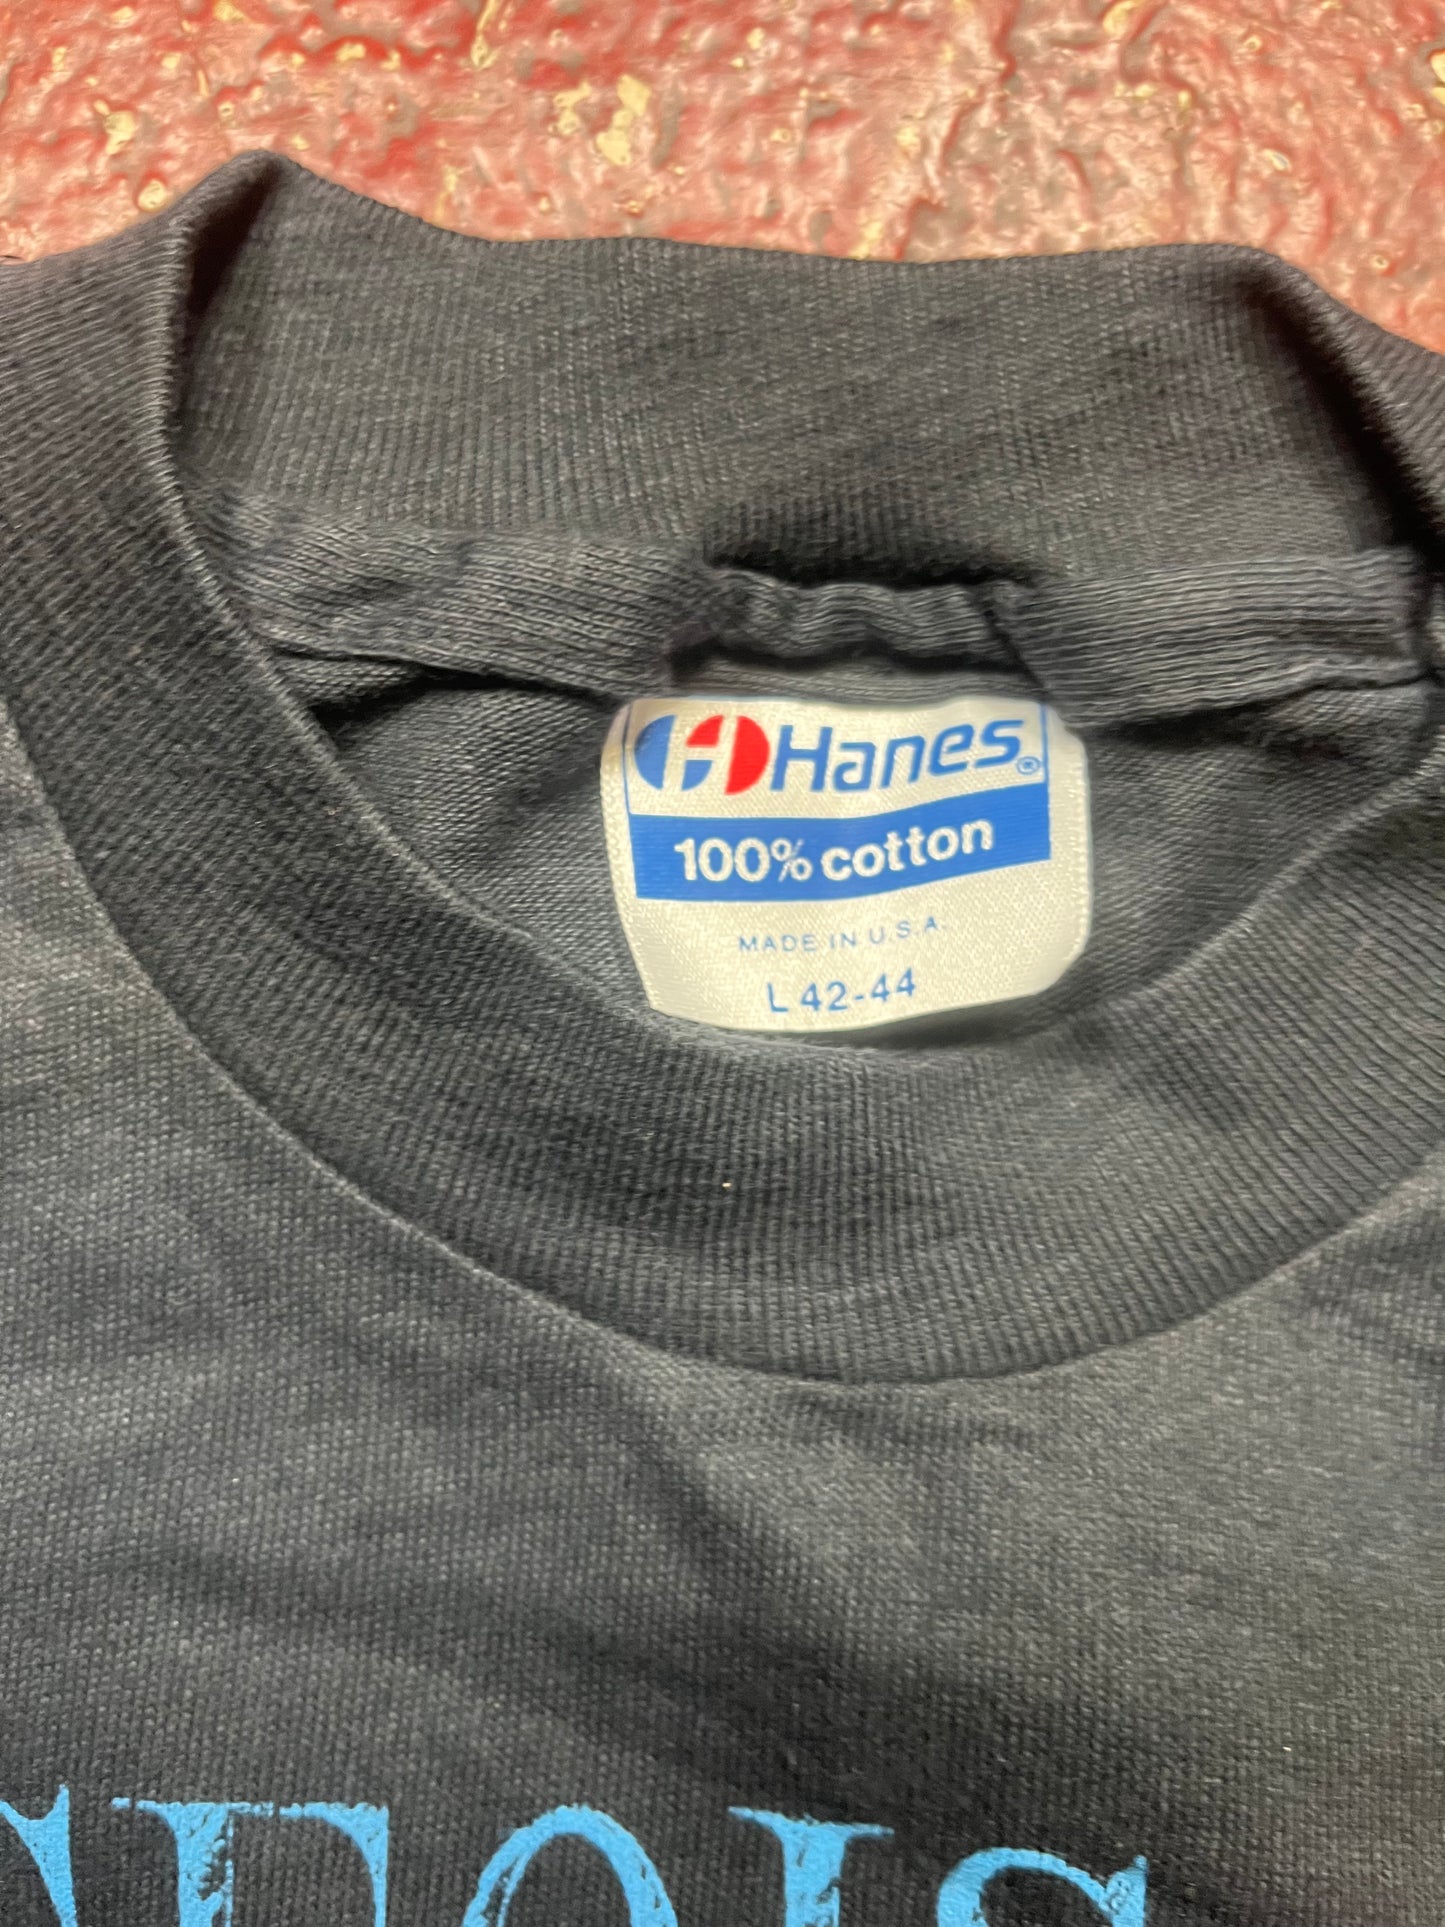 Hanes®
100% cotton
MADE IN U.S.A.
L 42-44